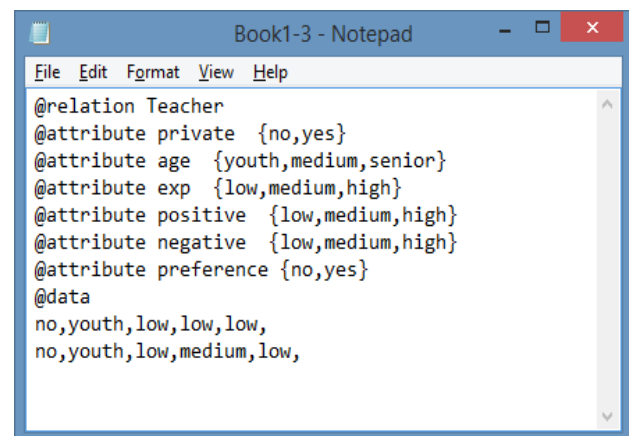 Book1-3 - Notepad
File Edit Format View Help
@relation Teacher
@attribute private  {no,yes}
@attribute age  {youth,medium,senior}
@attribute exp  {low,medium,high}
@attribute positive  {low,medium,high}
@attribute negative  {low,medium,high}
@attribute preference {no,yes}
@data
no,youth,low,low,low,
no,youth,low,medium,low,